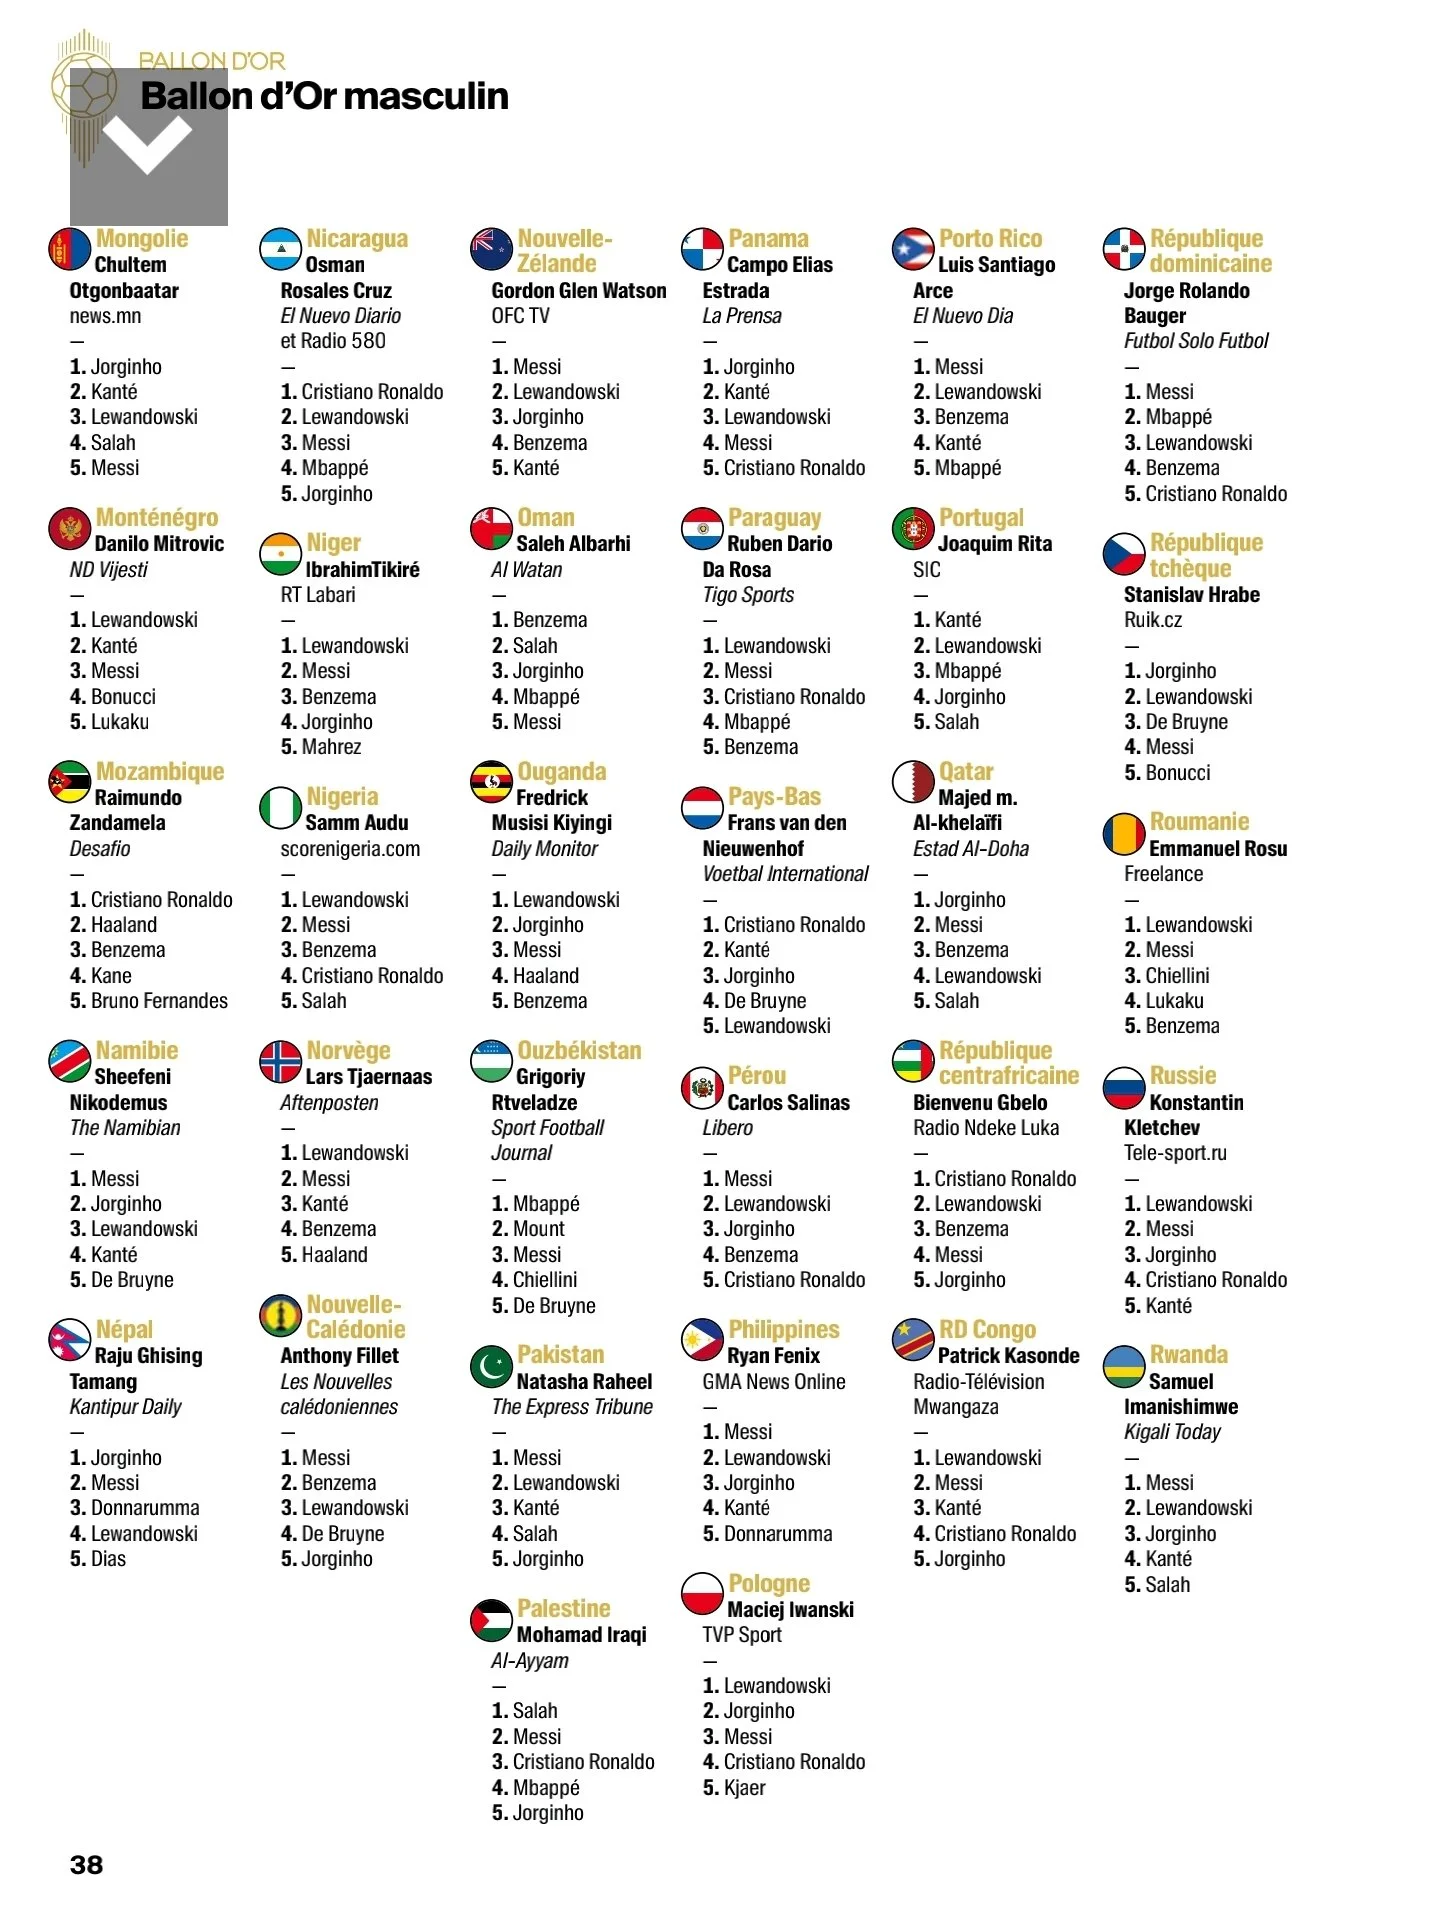 BALLON D'OR
Ballon d'Or masculin
Mongolie
Chultem
Otgonbaatar
news.mn
—
1. Jorginho
2. Kanté
3. Lewandowski
4. Salah
5. Messi
Monténégro
Danilo Mitrovic
ND Vijesti
—
1. Lewandowski
2. Kanté
3. Messi
4. Bonucci
5. Lukaku
Mozambique
Raimundo
Zandamela
Desafio
—
1. Cristiano Ronaldo
2. Haaland
3. Benzema
4. Kane
5. Bruno Fernandes
Namibie
Sheefeni
Nikodemus
The Namibian
—
1. Messi
2. Jorginho
3. Lewandowski
4. Kanté
5. De Bruyne
Népal
Raju Ghising
Tamang
Kantipur Daily
—
1. Jorginho
2. Messi
3. Donnarumma
4. Lewandowski
5. Dias
Nicaragua
Osman
Rosales Cruz
El Nuevo Diario
et Radio 580
—
1. Cristiano Ronaldo
2. Lewandowski
3. Messi
4. Mbappé
5. Jorginho
Niger
IbrahimTikiré
RT Labari
—
1. Lewandowski
2. Messi
3. Benzema
4. Jorginho
5. Mahrez
Nigeria
Samm Audu
scorenigeria.com
—
1. Lewandowski
2. Messi
3. Benzema
4. Cristiano Ronaldo
5. Salah
Norvège
Lars Tjaernaas
Aftenposten
—
1. Lewandowski
2. Messi
3. Kanté
4. Benzema
5. Haaland
Nouvelle-
Calédonie
Anthony Fillet
Les Nouvelles
calédoniennes
—
1. Messi
2. Benzema
3. Lewandowski
4. De Bruyne
5. Jorginho
Nouvelle-
Zélande
Gordon Glen Watson
OFC TV
—
1. Messi
2. Lewandowski
3. Jorginho
4. Benzema
5. Kanté
Oman
Saleh Albarhi
Al Watan
—
1. Benzema
2. Salah
3. Jorginho
4. Mbappé
5. Messi
Ouganda
Fredrick
Musisi Kiyingi
Daily Monitor
—
1. Lewandowski
2. Jorginho
3. Messi
4. Haaland
5. Benzema
Ouzbékistan
Grigoriy
Rtveladze
Sport Football
Journal
—
1. Mbappé
2. Mount
3. Messi
4. Chiellini
5. De Bruyne
Pakistan
Natasha Raheel
The Express Tribune
—
1. Messi
2. Lewandowski
3. Kanté
4. Salah
5. Jorginho
Palestine
Mohamad Iraqi
Al-Ayyam
—
1. Salah
2. Messi
3. Cristiano Ronaldo
4. Mbappé
5. Jorginho
Panama
Campo Elias
Estrada
La Prensa
—
1. Jorginho
2. Kanté
3. Lewandowski
4. Messi
5. Cristiano Ronaldo
Paraguay
Ruben Dario
Da Rosa
Tigo Sports
—
1. Lewandowski
2. Messi
3. Cristiano Ronaldo
4. Mbappé
5. Benzema
Pays-Bas
Frans van den
Nieuwenhof
Voetbal International
—
1. Cristiano Ronaldo
2. Kanté
3. Jorginho
4. De Bruyne
5. Lewandowski
Pérou
Carlos Salinas
Libero
—
1. Messi
2. Lewandowski
3. Jorginho
4. Benzema
5. Cristiano Ronaldo
Philippines
Ryan Fenix
GMA News Online
—
1. Messi
2. Lewandowski
3. Jorginho
4. Kanté
5. Donnarumma
Pologne
Maciej Iwanski
TVP Sport
—
1. Lewandowski
2. Jorginho
3. Messi
4. Cristiano Ronaldo
5. Kjaer
Porto Rico
Luis Santiago
Arce
El Nuevo Dia
—
1. Messi
2. Lewandowski
3. Benzema
4. Kanté
5. Mbappé
Portugal
Joaquim Rita
SIC
—
1. Kanté
2. Lewandowski
3. Mbappé
4. Jorginho
5. Salah
Qatar
Majed m.
Al-khelaïfi
Estad Al-Doha
—
1. Jorginho
2. Messi
3. Benzema
4. Lewandowski
5. Salah
République
centrafricaine
Bienvenu Gbelo
Radio Ndeke Luka
—
1. Cristiano Ronaldo
2. Lewandowski
3. Benzema
4. Messi
5. Jorginho
RD Congo
Patrick Kasonde
Radio-Télévision
Mwangaza
—
1. Lewandowski
2. Messi
3. Kanté
4. Cristiano Ronaldo
5. Jorginho
République
dominicaine
Jorge Rolando
Bauger
Futbol Solo Futbol
—
1. Messi
2. Mbappé
3. Lewandowski
4. Benzema
5. Cristiano Ronaldo
République
tchèque
Stanislav Hrabe
Ruik.cz
—
1. Jorginho
2. Lewandowski
3. De Bruyne
4. Messi
5. Bonucci
Roumanie
Emmanuel Rosu
Freelance
—
1. Lewandowski
2. Messi
3. Chiellini
4. Lukaku
5. Benzema
Russie
Konstantin
Kletchev
Tele-sport.ru
—
1. Lewandowski
2. Messi
3. Jorginho
4. Cristiano Ronaldo
5. Kanté
Rwanda
Samuel
Imanishimwe
Kigali Today
—
1. Messi
2. Lewandowski
3. Jorginho
4. Kanté
5. Salah
38